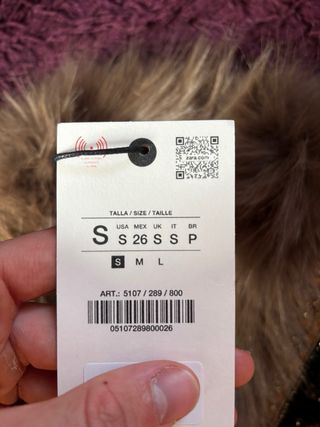 zara.com
TALLA / SIZE / TAILLE
S USA MEX UK IT BR
S 26 S S P
S M L
ART.: 5107 / 289 / 800
05107289800026